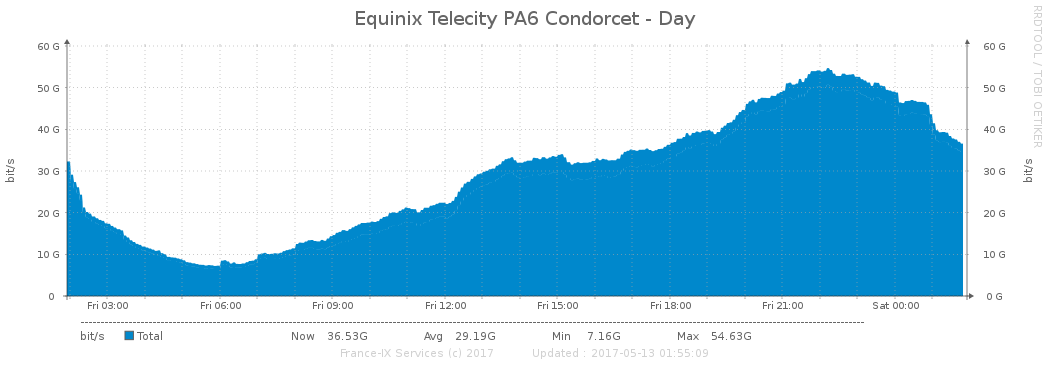 Equinix Telecity PA6 Condorcet - Day
RRDTOOL / TOBI OETIKER
60 G 60 G
50 G 50 G
40 G 40 G
30 G 30 G
20 G 20 G
10 G 10 G
0 0 G
bit/s bit/s
Fri 03:00 Fri 06:00 Fri 09:00 Fri 12:00 Fri 15:00 Fri 18:00 Fri 21:00 Sat 00:00
bit/s Total Now 36.53G Avg 29.19G Min 7.16G Max 54.63G
France-IX Services (c) 2017 Updated : 2017-05-13 01:55:09